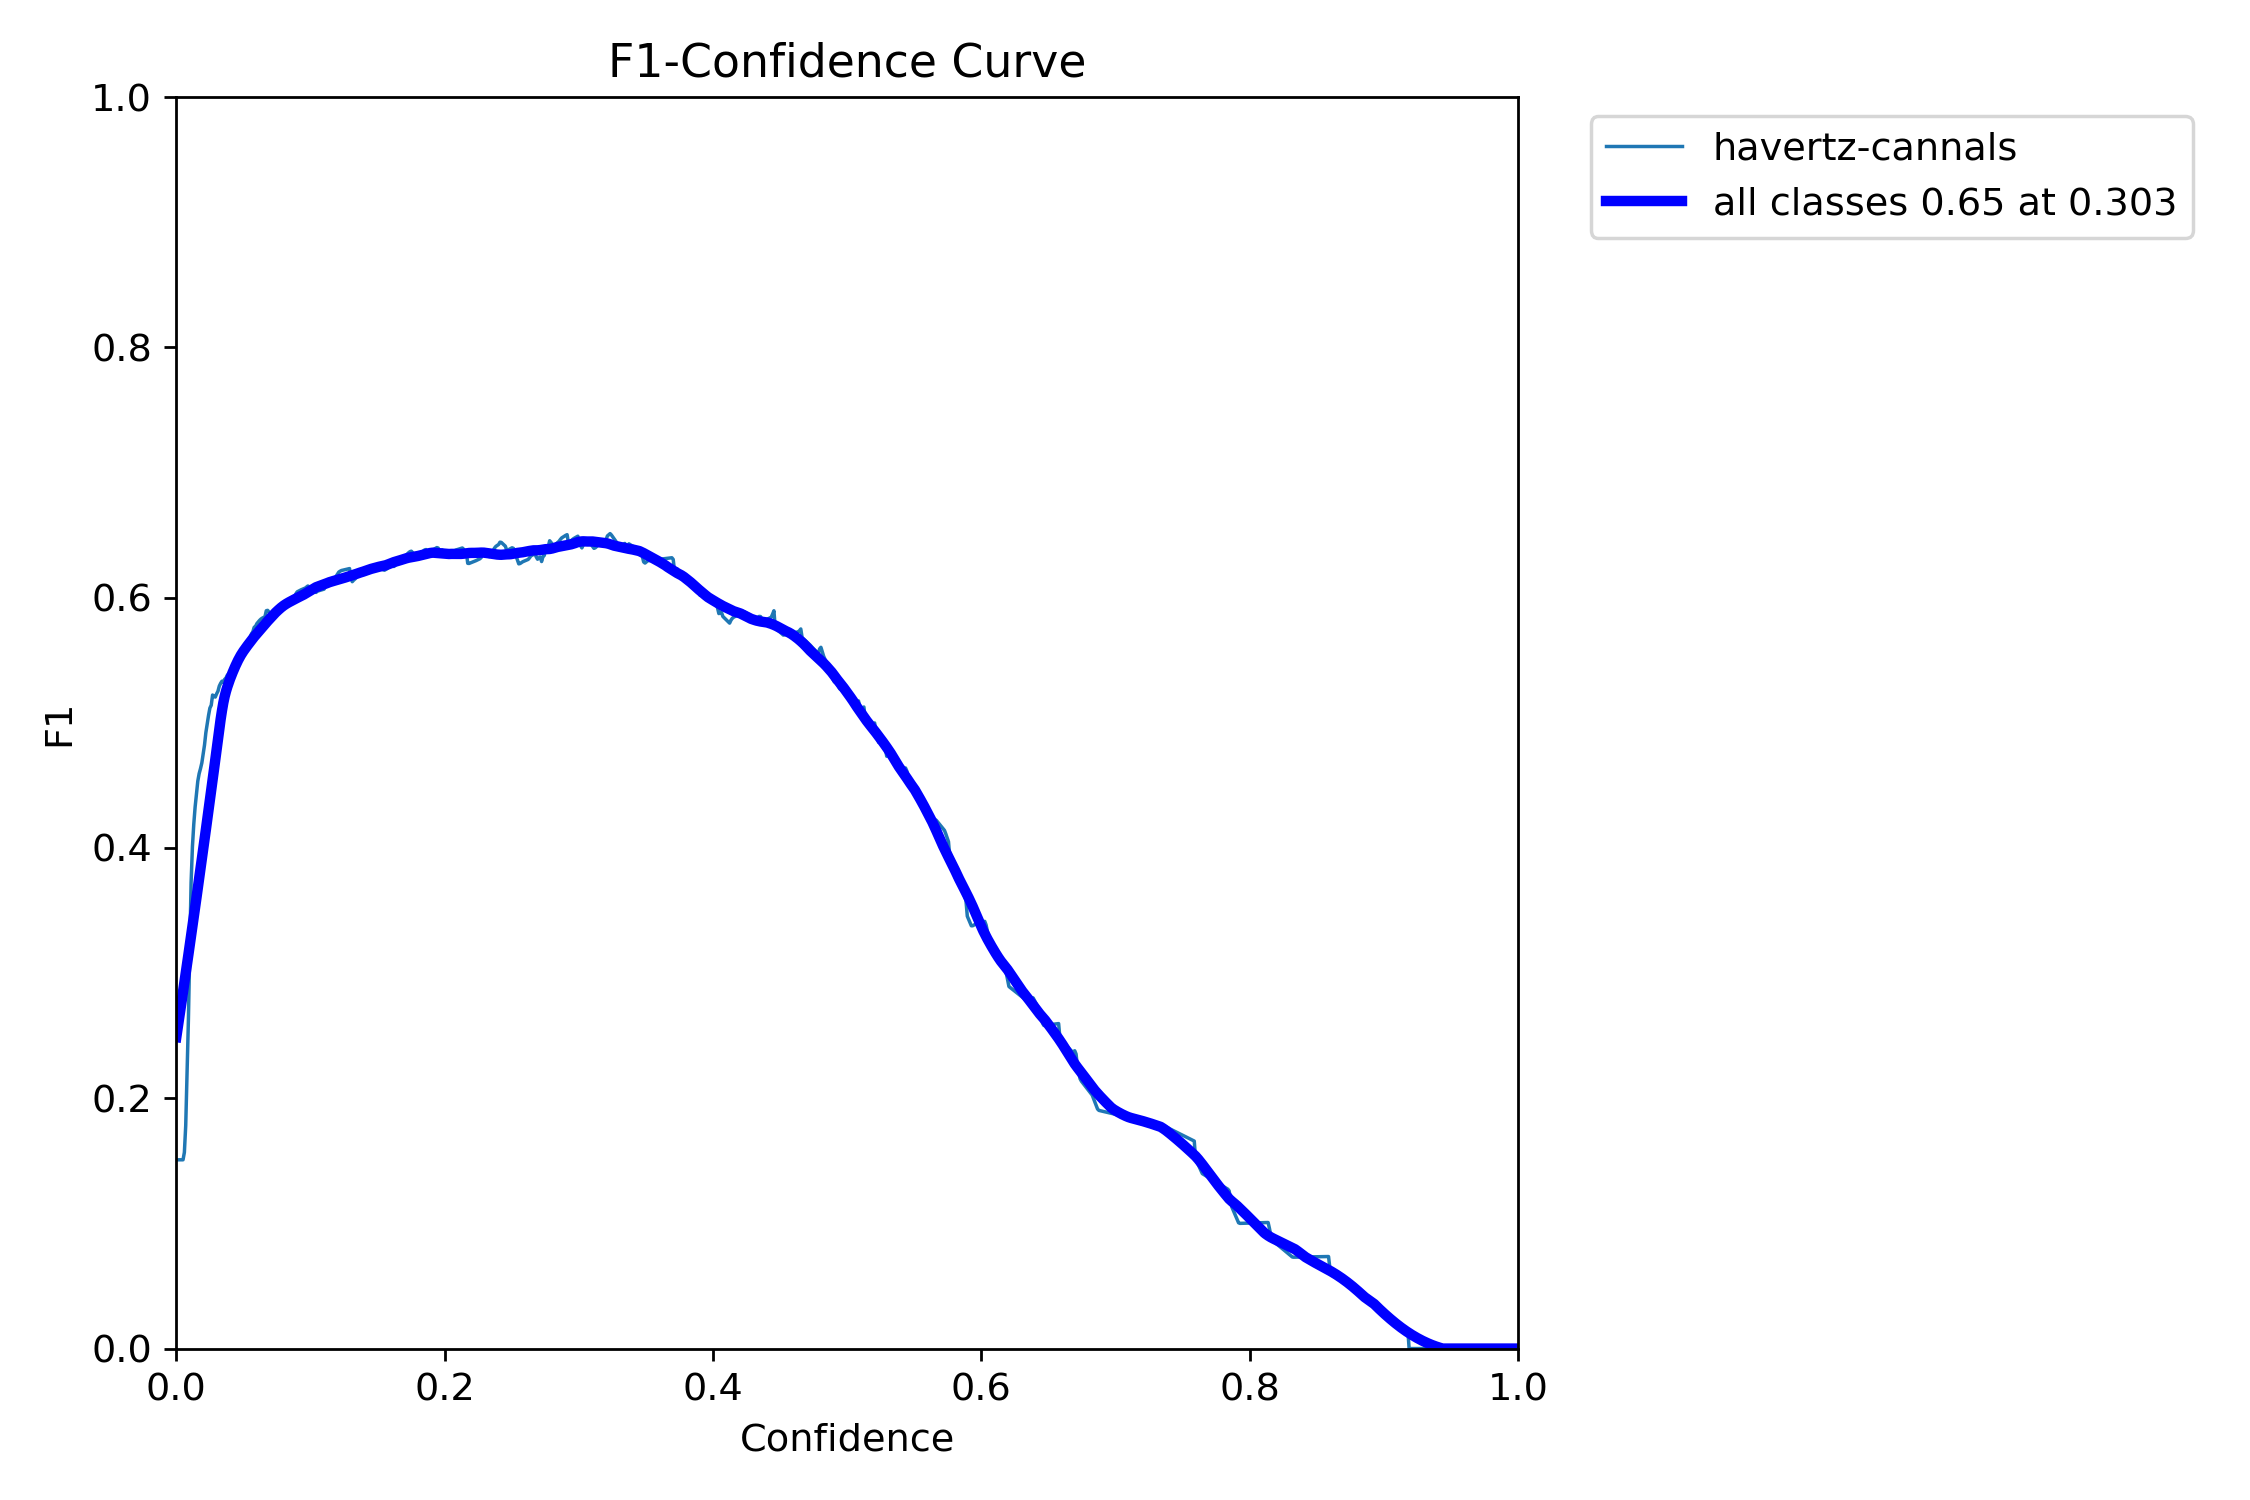 F1-Confidence Curve
havertz-cannals
all classes 0.65 at 0.303
F1
1.0
0.8
0.6
0.4
0.2
0.0
0.0 0.2 0.4 0.6 0.8 1.0
Confidence